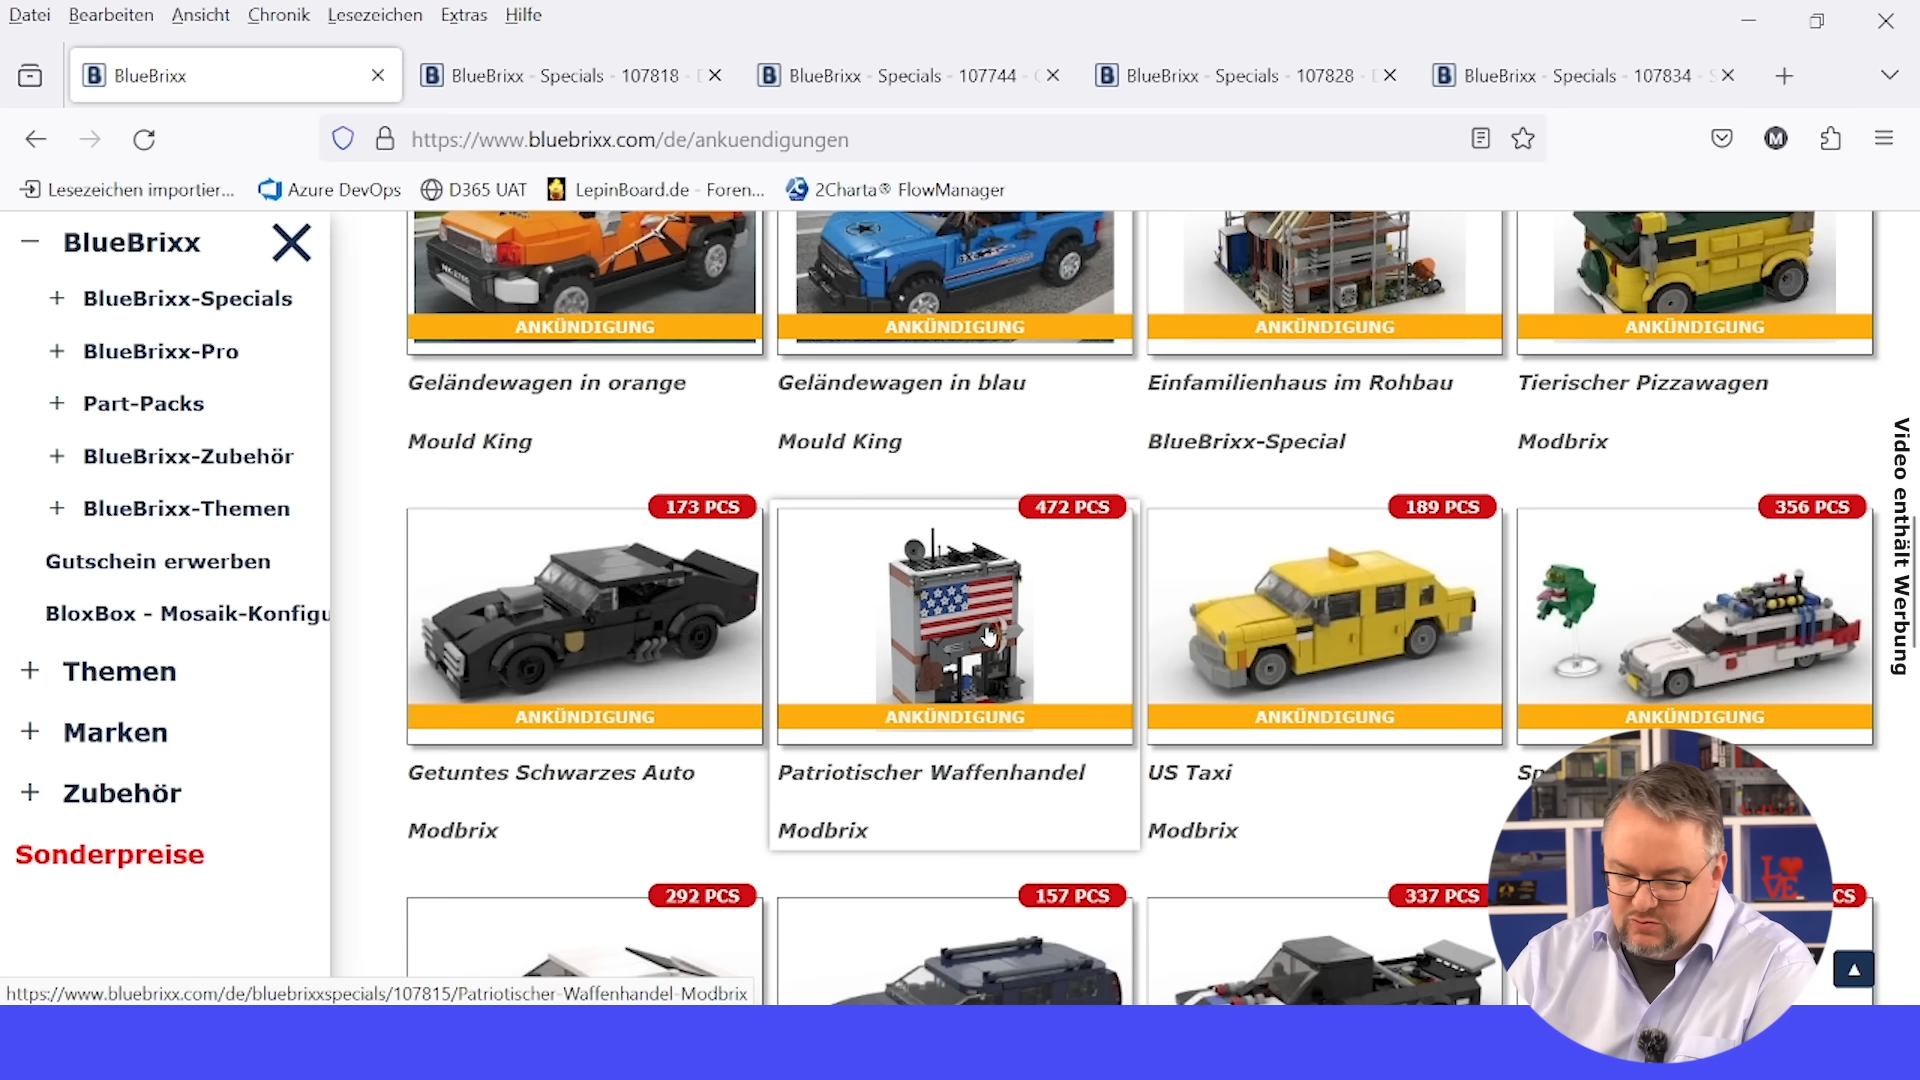 Datei Bearbeiten Ansicht Chronik Lesezeichen Extras Hilfe
B BlueBrixx
B BlueBrixx - Specials - 107818 -
B BlueBrixx - Specials - 107744 -
B BlueBrixx - Specials - 107828 -
B BlueBrixx - Specials - 107834 -
https://www.bluebrixx.com/de/ankuendigungen
M
Lesezeichen importier... Azure DevOps D365 UAT LepinBoard.de - Foren... 2Charta® FlowManager
BlueBrixx
BlueBrixx-Specials
BlueBrixx-Pro
Part-Packs
BlueBrixx-Zubehör
BlueBrixx-Themen
Gutschein erwerben
BloxBox - Mosaik-Konfigu
Themen
Marken
Zubehör
Sonderpreise
ANKÜNDIGUNG ANKÜNDIGUNG ANKÜNDIGUNG ANKÜNDIGUNG
Geländewagen in orange Geländewagen in blau Einfamilienhaus im Rohbau Tierischer Pizzawagen
Mould King Mould King BlueBrixx-Special Modbrix
173 PCS 472 PCS 189 PCS 356 PCS
ANKÜNDIGUNG ANKÜNDIGUNG ANKÜNDIGUNG ANKÜNDIGUNG
Getuntes Schwarzes Auto Patriotischer Waffenhandel US Taxi Sp
Modbrix Modbrix Modbrix
292 PCS 157 PCS 337 PCS CS
LOVE
Video enthält Werbung
https://www.bluebrixx.com/de/bluebrixxspecials/107815/Patriotischer-Waffenhandel-Modbrix